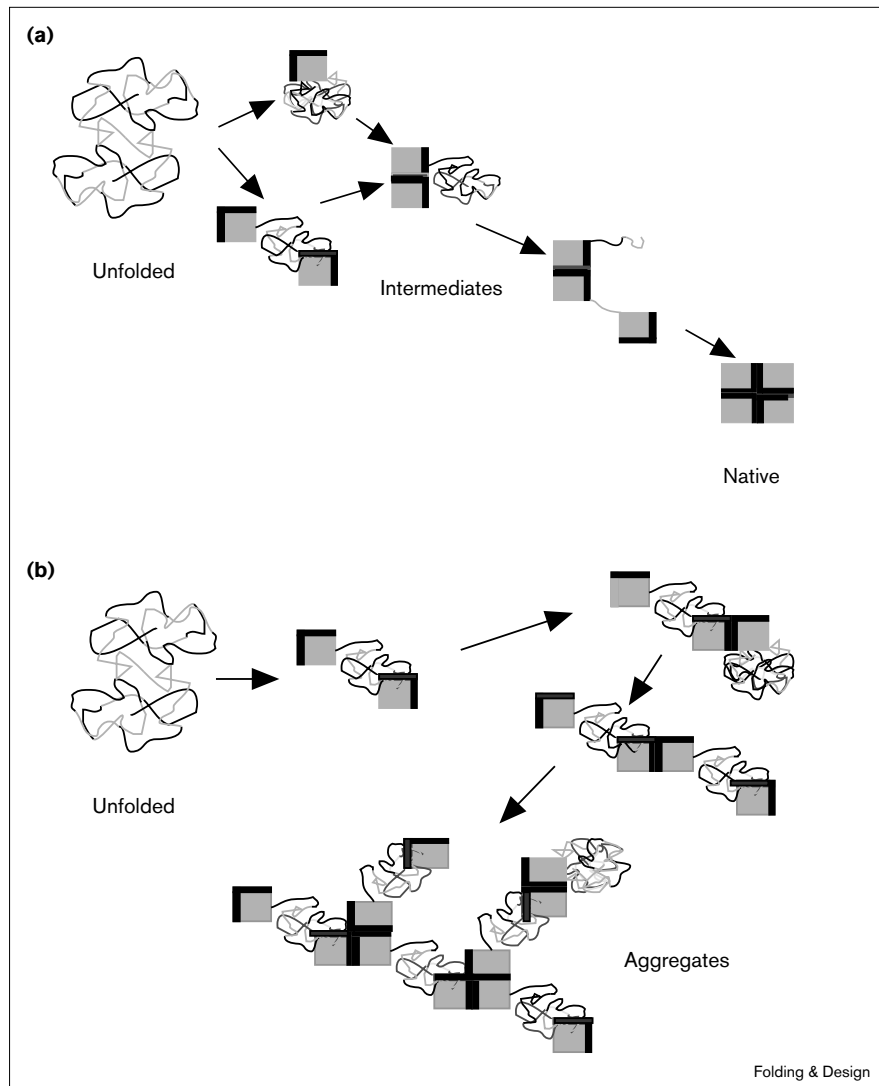 (a)
Unfolded
Intermediates
Native
(b)
Unfolded
Aggregates
Folding & Design